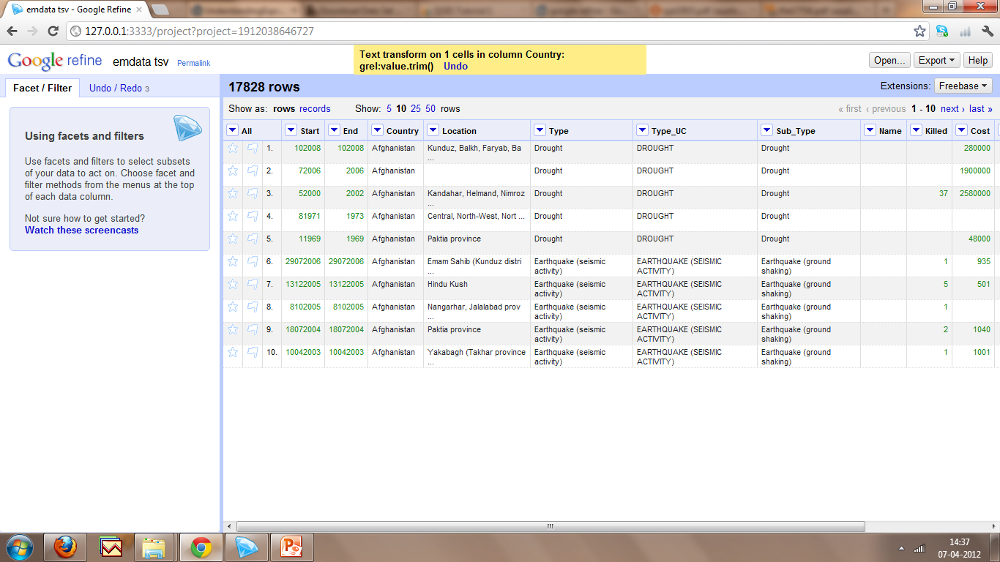 emdata tsv - Google Refine
127.0.0.1:3333/project?project=1912038646727
Google refine emdata tsv Permalink
Text transform on 1 cells in column Country:
grel:value.trim() Undo
Open... Export Help
Facet / Filter Undo / Redo 3
17828 rows
Extensions: Freebase
Show as: rows records Show: 5 10 25 50 rows « first ‹ previous 1 - 10 next › last »
Using facets and filters
Use facets and filters to select subsets
of your data to act on. Choose facet and
filter methods from the menus at the top
of each data column.
Not sure how to get started?
Watch these screencasts
All Start End Country Location Type Type_UC Sub_Type Name Killed Cost
1. 102008 102008 Afghanistan Kunduz, Balkh, Faryab, Ba Drought DROUGHT Drought 280000
...
2. 72006 2006 Afghanistan Drought DROUGHT Drought 1900000
3. 52000 2002 Afghanistan Kandahar, Helmand, Nimroz Drought DROUGHT Drought 37 2580000
...
4. 81971 1973 Afghanistan Central, North-West, Nort ... Drought DROUGHT Drought
5. 11969 1969 Afghanistan Paktia province Drought DROUGHT Drought 48000
6. 29072006 29072006 Afghanistan Emam Sahib (Kunduz distri Earthquake (seismic EARTHQUAKE (SEISMIC Earthquake (ground 1 935
... activity) ACTIVITY) shaking)
7. 13122005 13122005 Afghanistan Hindu Kush Earthquake (seismic EARTHQUAKE (SEISMIC Earthquake (ground 5 501
activity) ACTIVITY) shaking)
8. 8102005 8102005 Afghanistan Nangarhar, Jalalabad prov Earthquake (seismic EARTHQUAKE (SEISMIC Earthquake (ground 1
... activity) ACTIVITY) shaking)
9. 18072004 18072004 Afghanistan Paktia province Earthquake (seismic EARTHQUAKE (SEISMIC Earthquake (ground 2 1040
activity) ACTIVITY) shaking)
10. 10042003 10042003 Afghanistan Yakabagh (Takhar province Earthquake (seismic EARTHQUAKE (SEISMIC Earthquake (ground 1 1001
... activity) ACTIVITY) shaking)
14:37
07-04-2012